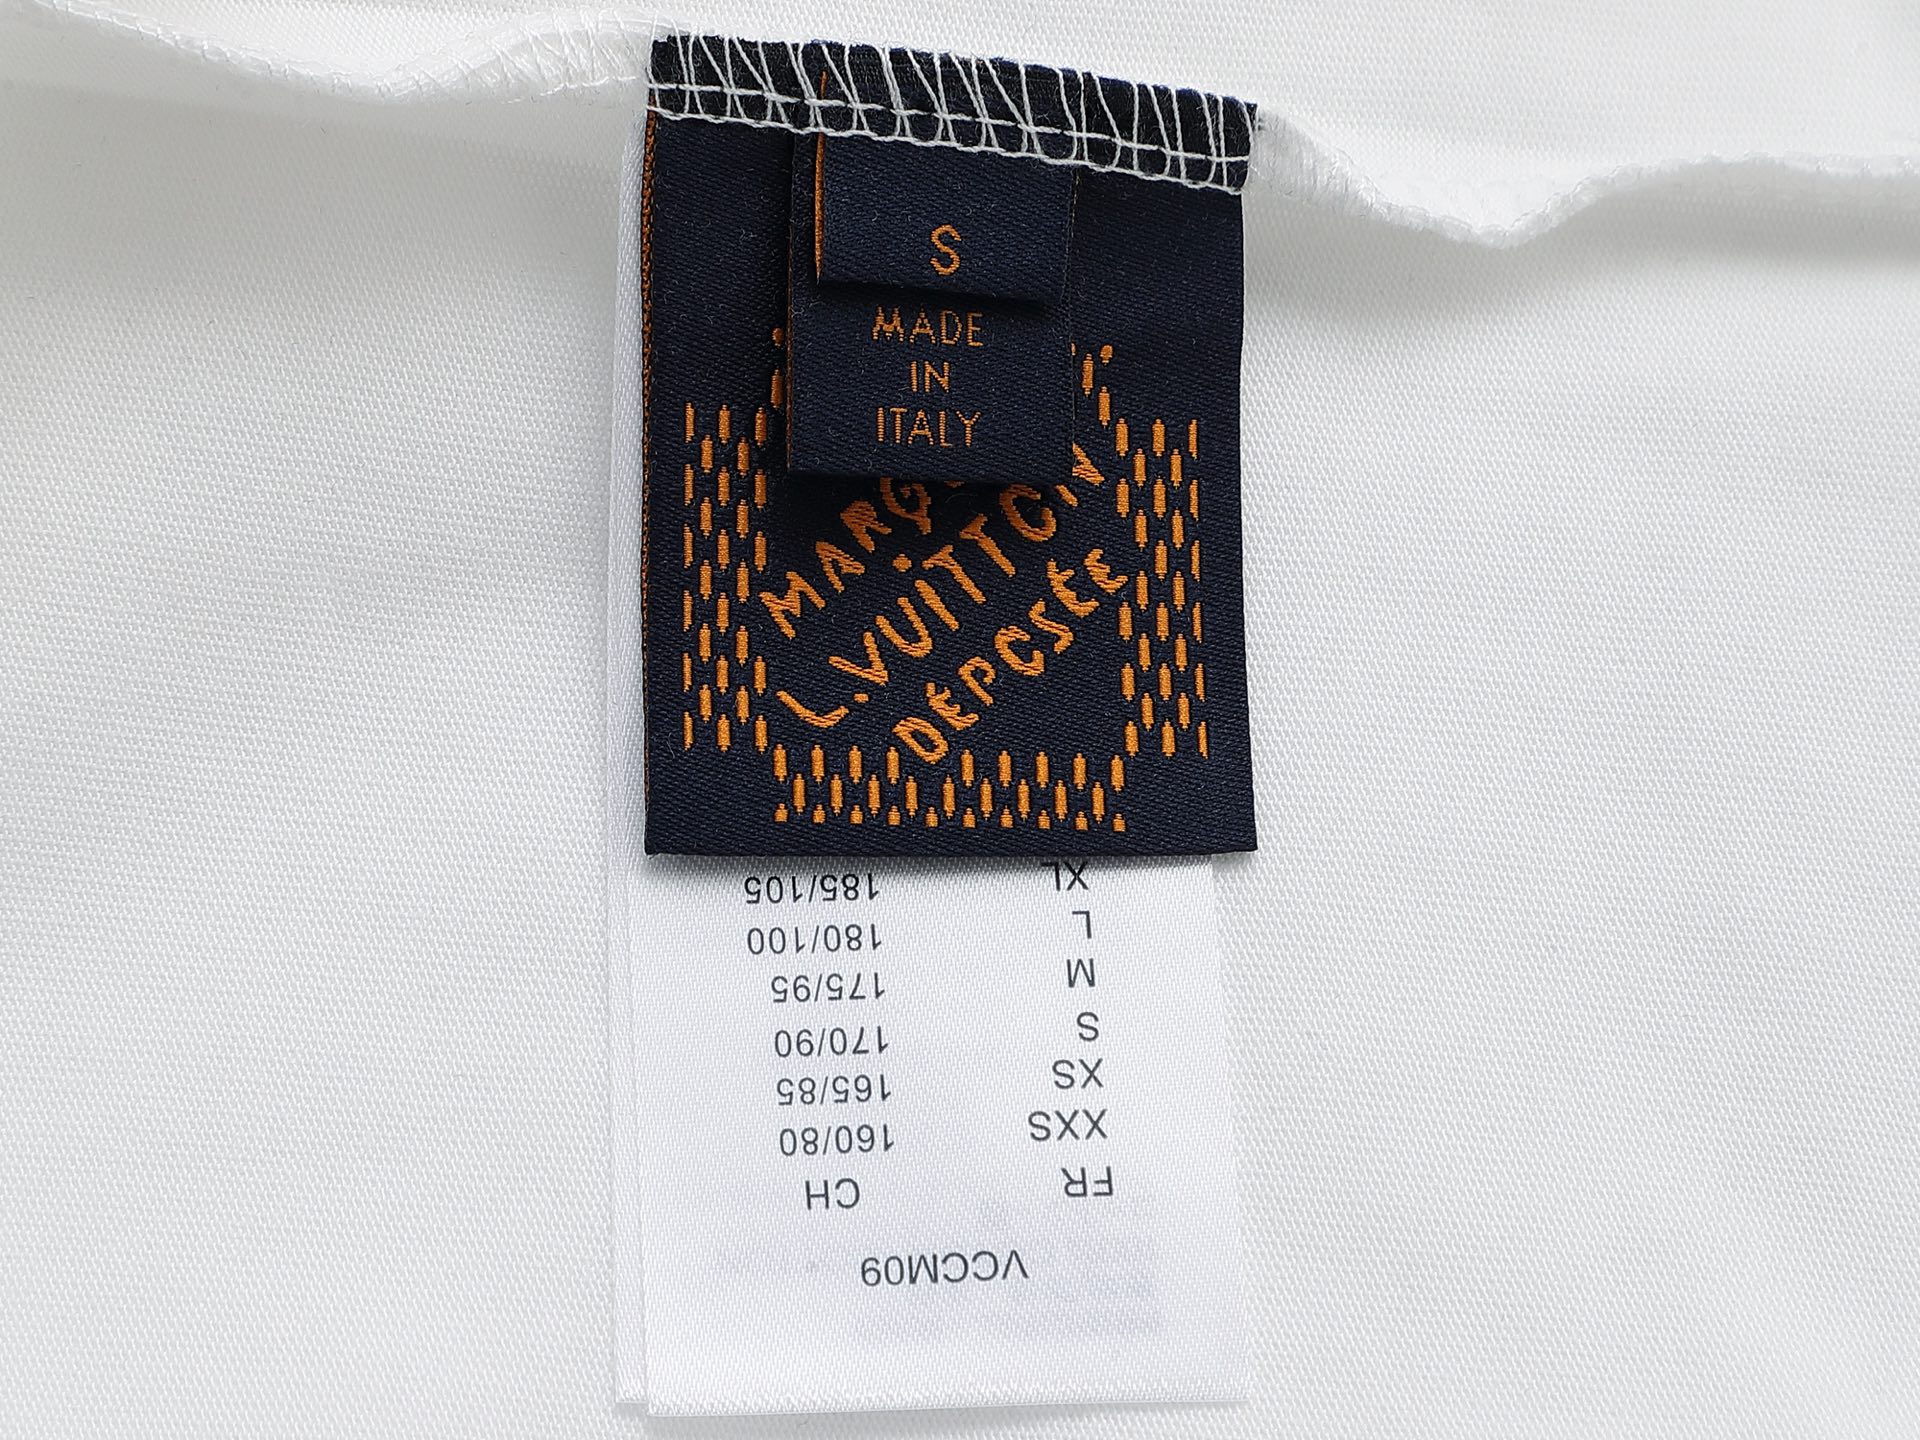 S
MADE
IN
ITALY
MARQ
L.VUITTON
DÉPOSÉE
VCCM09
FR CH
XXS 160/80
XS 165/85
S 170/90
M 175/95
L 180/100
XL 185/105